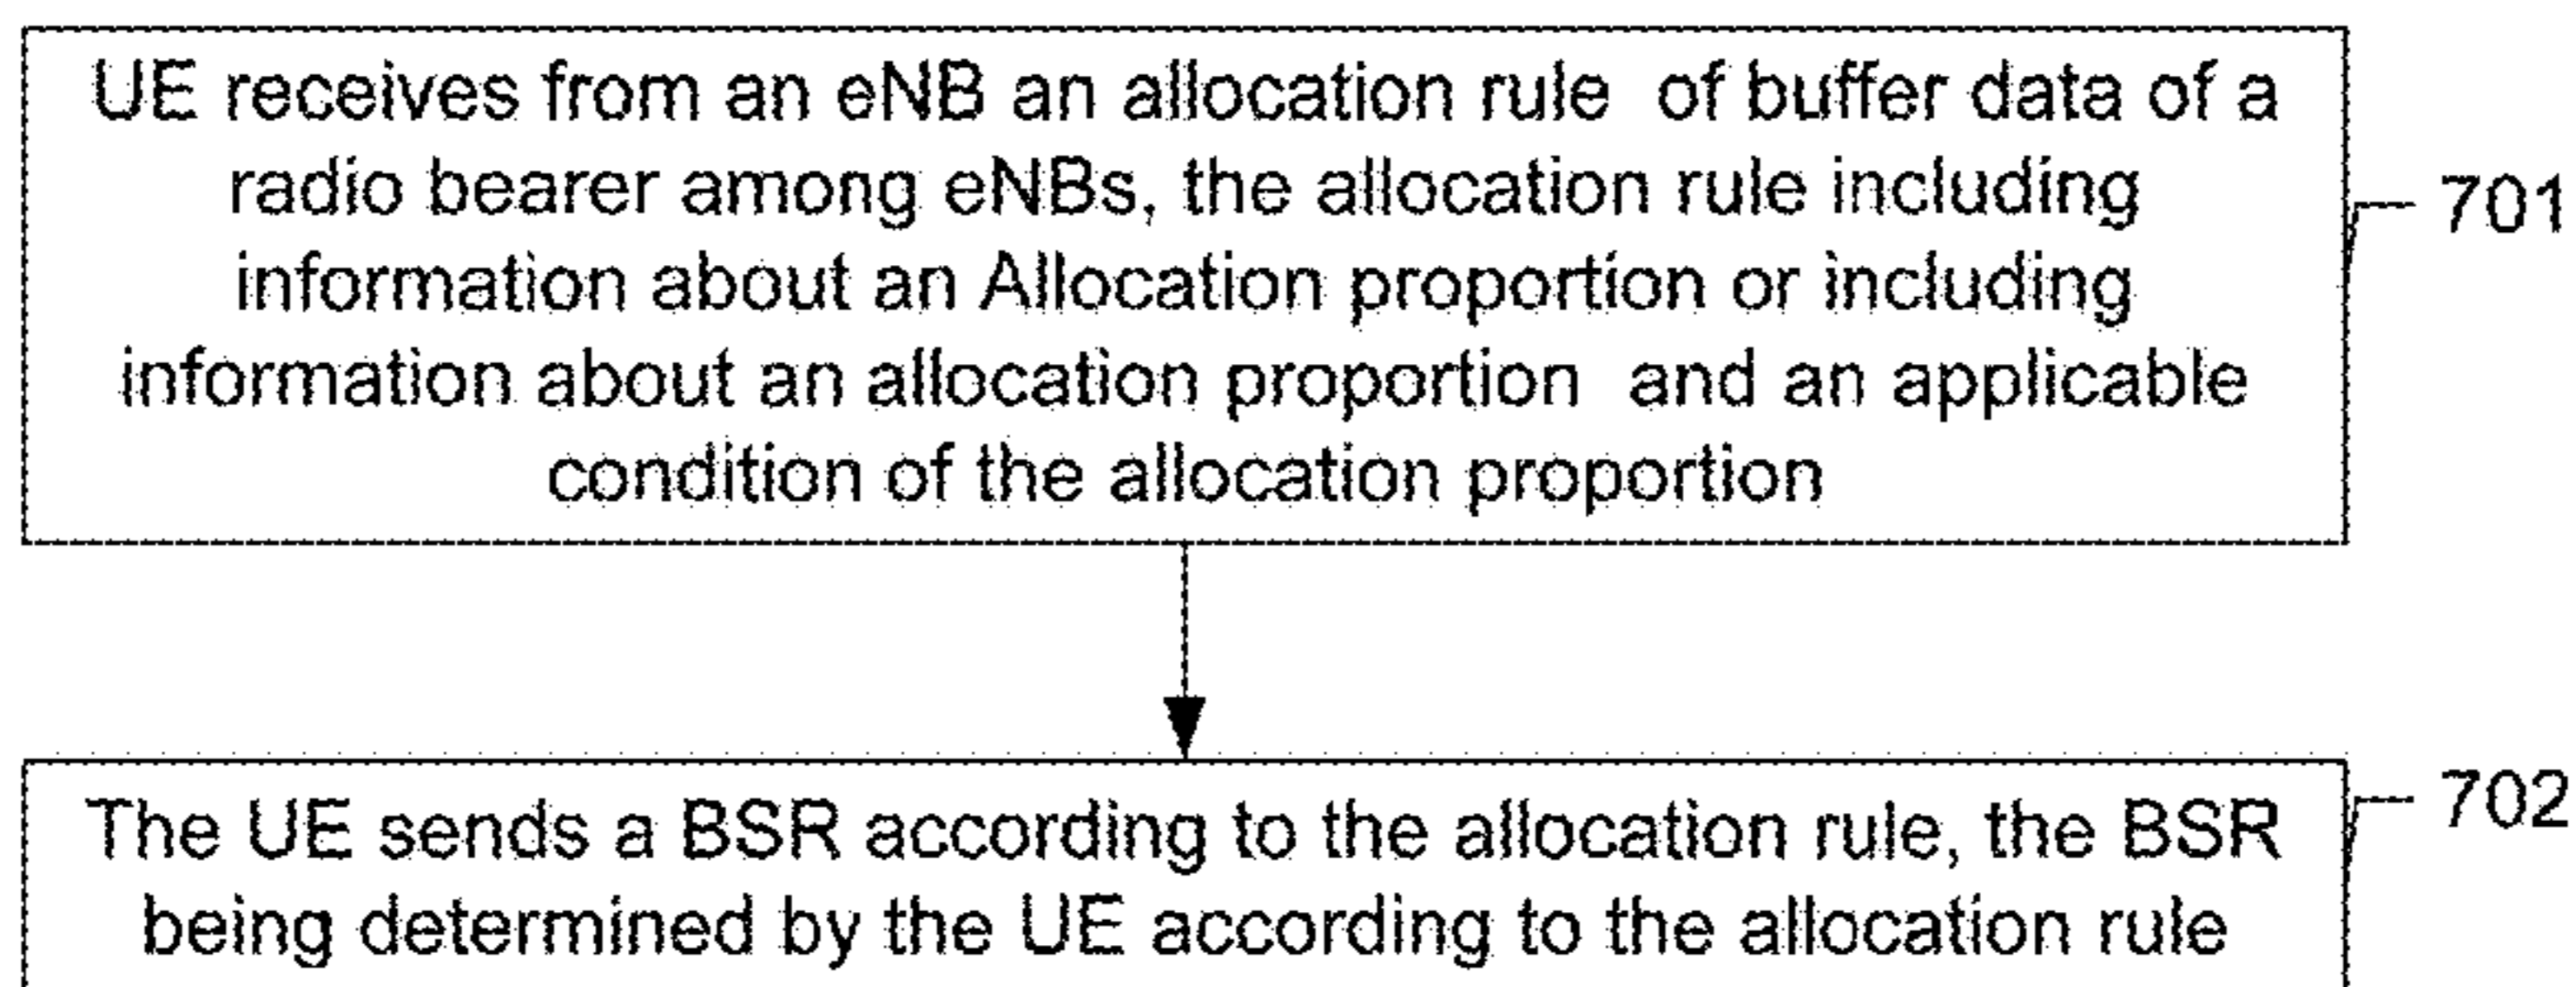 UE receives from an eNB an allocation rule of buffer data of a
radio bearer among eNBs, the allocation rule including
information about an Allocation proportion or including
information about an allocation proportion and an applicable
condition of the allocation proportion
701
The UE sends a BSR according to the allocation rule, the BSR
being determined by the UE according to the allocation rule
702